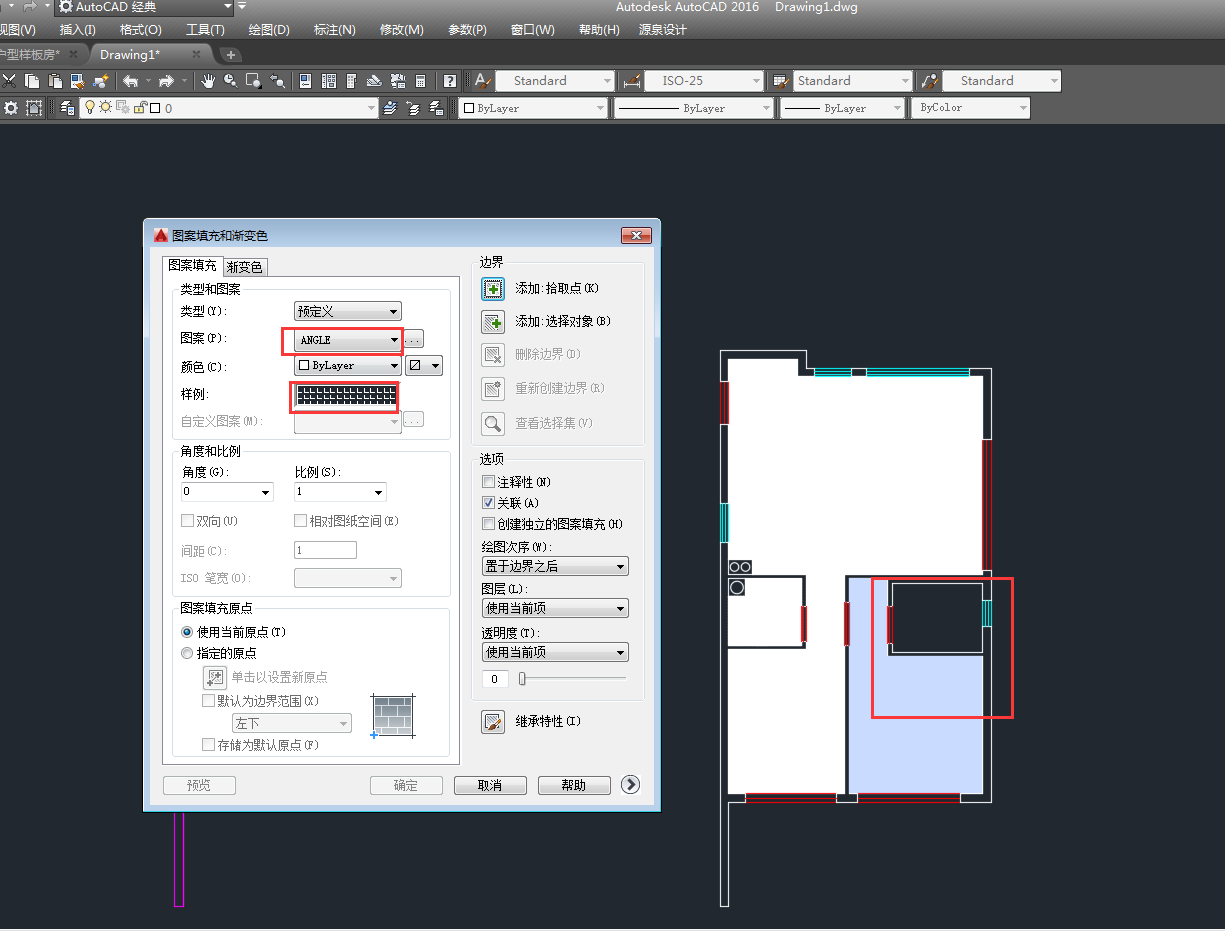 AutoCAD 经典
Autodesk AutoCAD 2016 Drawing1.dwg
视图(V) 插入(I) 格式(O) 工具(T) 绘图(D) 标注(N) 修改(M) 参数(P) 窗口(W) 帮助(H) 源泉设计
户型样板房* Drawing1*
Standard ISO-25 Standard Standard
0 ByLayer ByLayer ByLayer ByColor
图案填充和渐变色
图案填充 渐变色
类型和图案
类型(Y): 预定义
图案(P): ANGLE ...
颜色(C): ByLayer
样例:
自定义图案(M): ...
角度和比例
角度(G): 比例(S):
0 1
双向(U) 相对图纸空间(E)
间距(C): 1
ISO 笔宽(O):
图案填充原点
使用当前原点(T)
指定的原点
单击以设置新原点
默认为边界范围(X)
左下
存储为默认原点(F)
边界
添加:拾取点(K)
添加:选择对象(B)
删除边界(D)
重新创建边界(R)
查看选择集(V)
选项
注释性(N)
关联(A)
创建独立的图案填充(H)
绘图次序(W):
置于边界之后
图层(L):
使用当前项
透明度(T):
使用当前项
0
继承特性(I)
预览 确定 取消 帮助